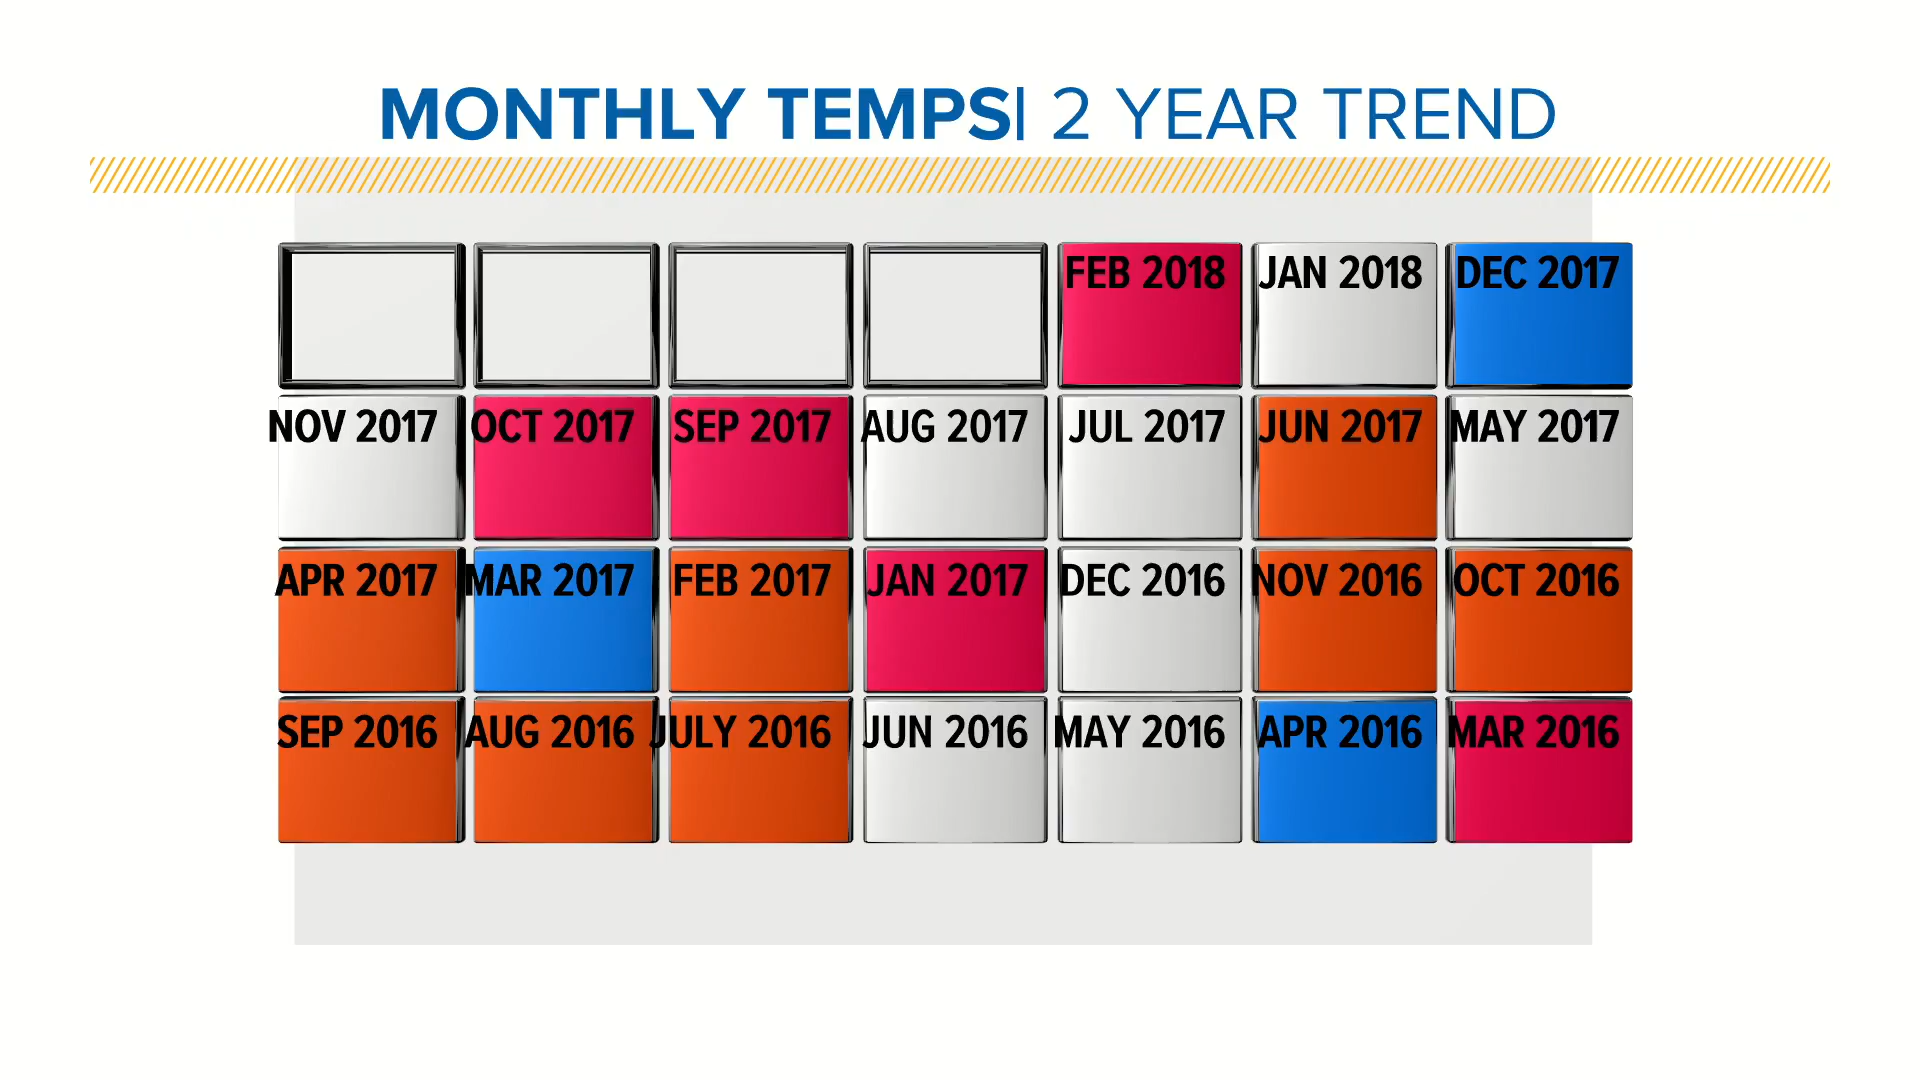 MONTHLY TEMPS| 2 YEAR TREND
FEB 2018 JAN 2018 DEC 2017
NOV 2017 OCT 2017 SEP 2017 AUG 2017 JUL 2017 JUN 2017 MAY 2017
APR 2017 MAR 2017 FEB 2017 JAN 2017 DEC 2016 NOV 2016 OCT 2016
SEP 2016 AUG 2016 JULY 2016 JUN 2016 MAY 2016 APR 2016 MAR 2016